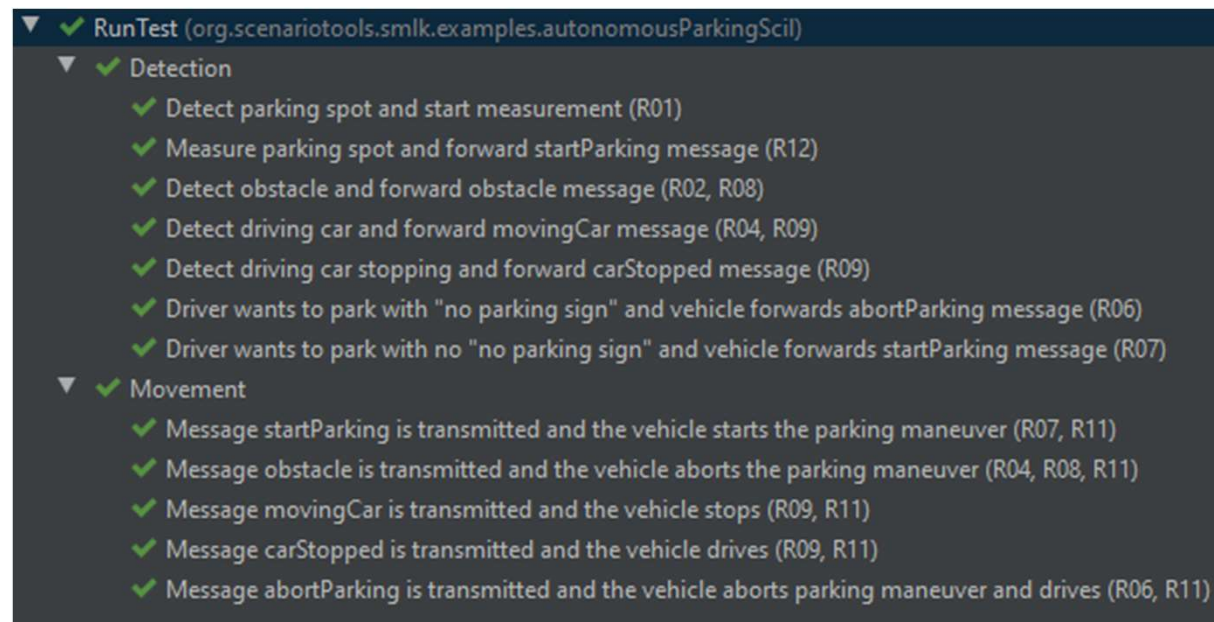 RunTest (org.scenariotools.smlk.examples.autonomousParkingScil)
Detection
Detect parking spot and start measurement (R01)
Measure parking spot and forward startParking message (R12)
Detect obstacle and forward obstacle message (R02, R08)
Detect driving car and forward movingCar message (R04, R09)
Detect driving car stopping and forward carStopped message (R09)
Driver wants to park with "no parking sign" and vehicle forwards abortParking message (R06)
Driver wants to park with no "no parking sign" and vehicle forwards startParking message (R07)
Movement
Message startParking is transmitted and the vehicle starts the parking maneuver (R07, R11)
Message obstacle is transmitted and the vehicle aborts the parking maneuver (R04, R08, R11)
Message movingCar is transmitted and the vehicle stops (R09, R11)
Message carStopped is transmitted and the vehicle drives (R09, R11)
Message abortParking is transmitted and the vehicle aborts parking maneuver and drives (R06, R11)